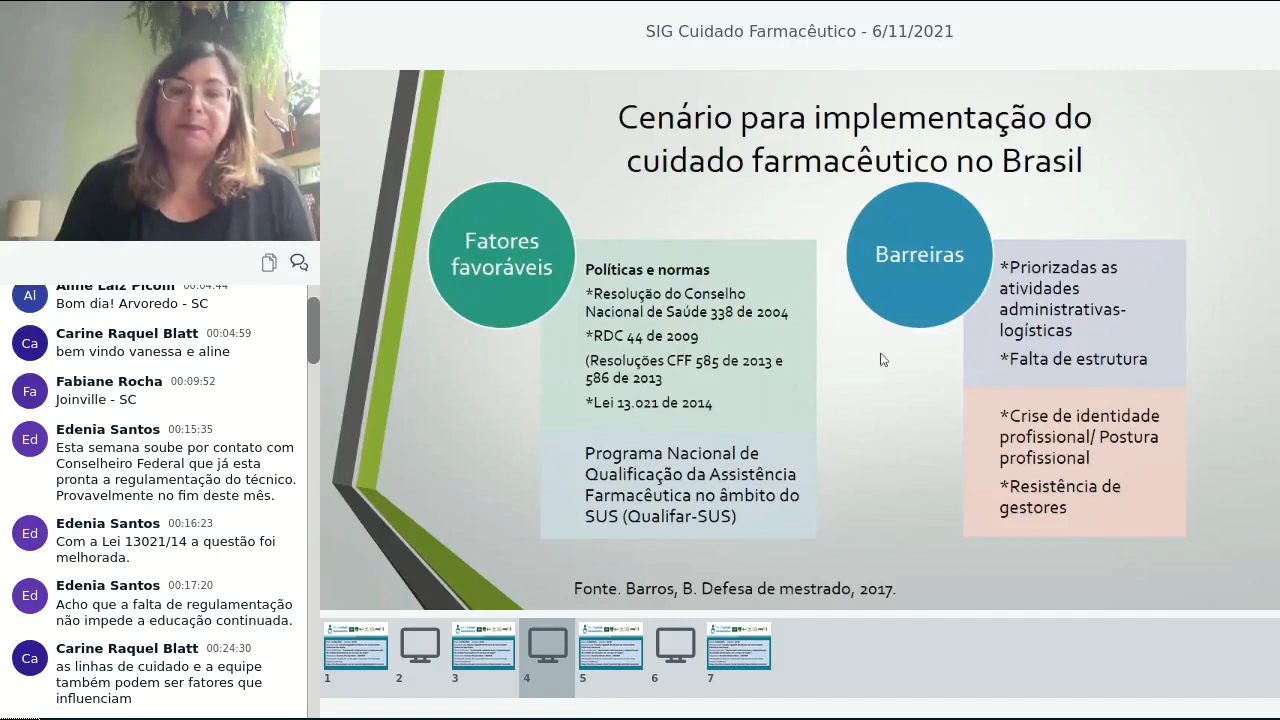 SIG Cuidado Farmacêutico - 6/11/2021
Cenário para implementação do
cuidado farmacêutico no Brasil
Fatores
favoráveis
Políticas e normas
*Resolução do Conselho
Nacional de Saúde 338 de 2004
*RDC 44 de 2009
(Resoluções CFF 585 de 2013 e
586 de 2013
*Lei 13.021 de 2014
Programa Nacional de
Qualificação da Assistência
Farmacêutica no âmbito do
SUS (Qualifar-SUS)
Barreiras
*Priorizadas as
atividades
administrativas-
logísticas
*Falta de estrutura
*Crise de identidade
profissional/ Postura
profissional
*Resistência de
gestores
Fonte. Barros, B. Defesa de mestrado, 2017.
Al
Aline Laiz Picolli 00:04:44
Bom dia! Arvoredo - SC
Ca
Carine Raquel Blatt 00:04:59
bem vindo vanessa e aline
Fa
Fabiane Rocha 00:09:52
Joinville - SC
Ed
Edenia Santos 00:15:35
Esta semana soube por contato com
Conselheiro Federal que já esta
pronta a regulamentação do técnico.
Provavelmente no fim deste mês.
Ed
Edenia Santos 00:16:23
Com a Lei 13021/14 a questão foi
melhorada.
Ed
Edenia Santos 00:17:20
Acho que a falta de regulamentação
não impede a educação continuada.
Ca
Carine Raquel Blatt 00:24:30
as linhas de cuidado em equipe
também podem ser fatores que
influenciam
1
2
3
4
5
6
7